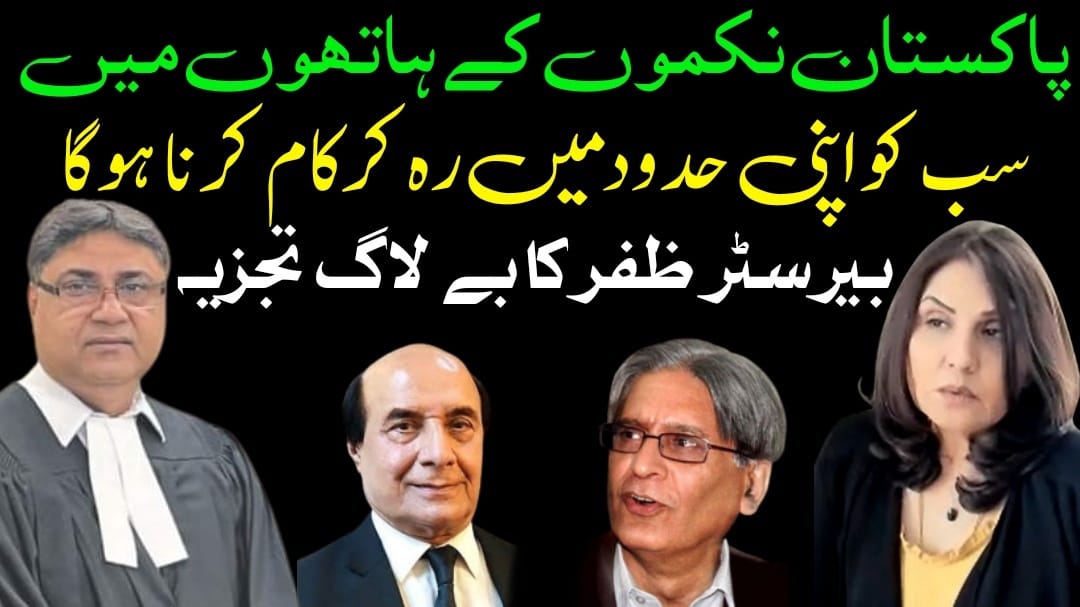 پاکستان نکموں کے ہاتھوں میں
سب کو اپنی حدود میں رہ کر کام کرنا ہوگا
بیرسٹر ظفر کا بے لاگ تجزیہ